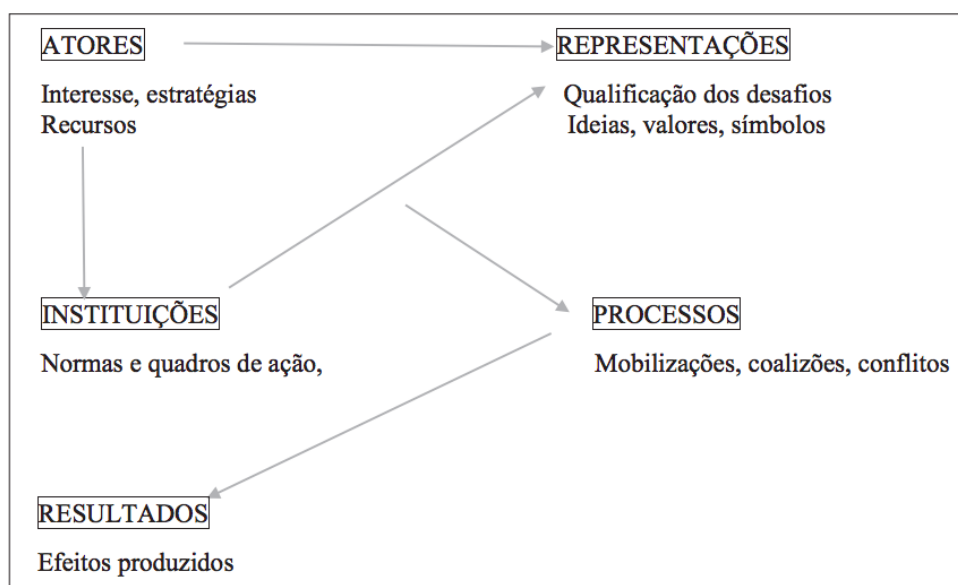 ATORES
REPRESENTAÇÕES
Interesse, estratégias
Recursos
Qualificação dos desafios
Ideias, valores, símbolos
INSTITUIÇÕES
PROCESSOS
Normas e quadros de ação,
Mobilizações, coalizões, conflitos
RESULTADOS
Efeitos produzidos